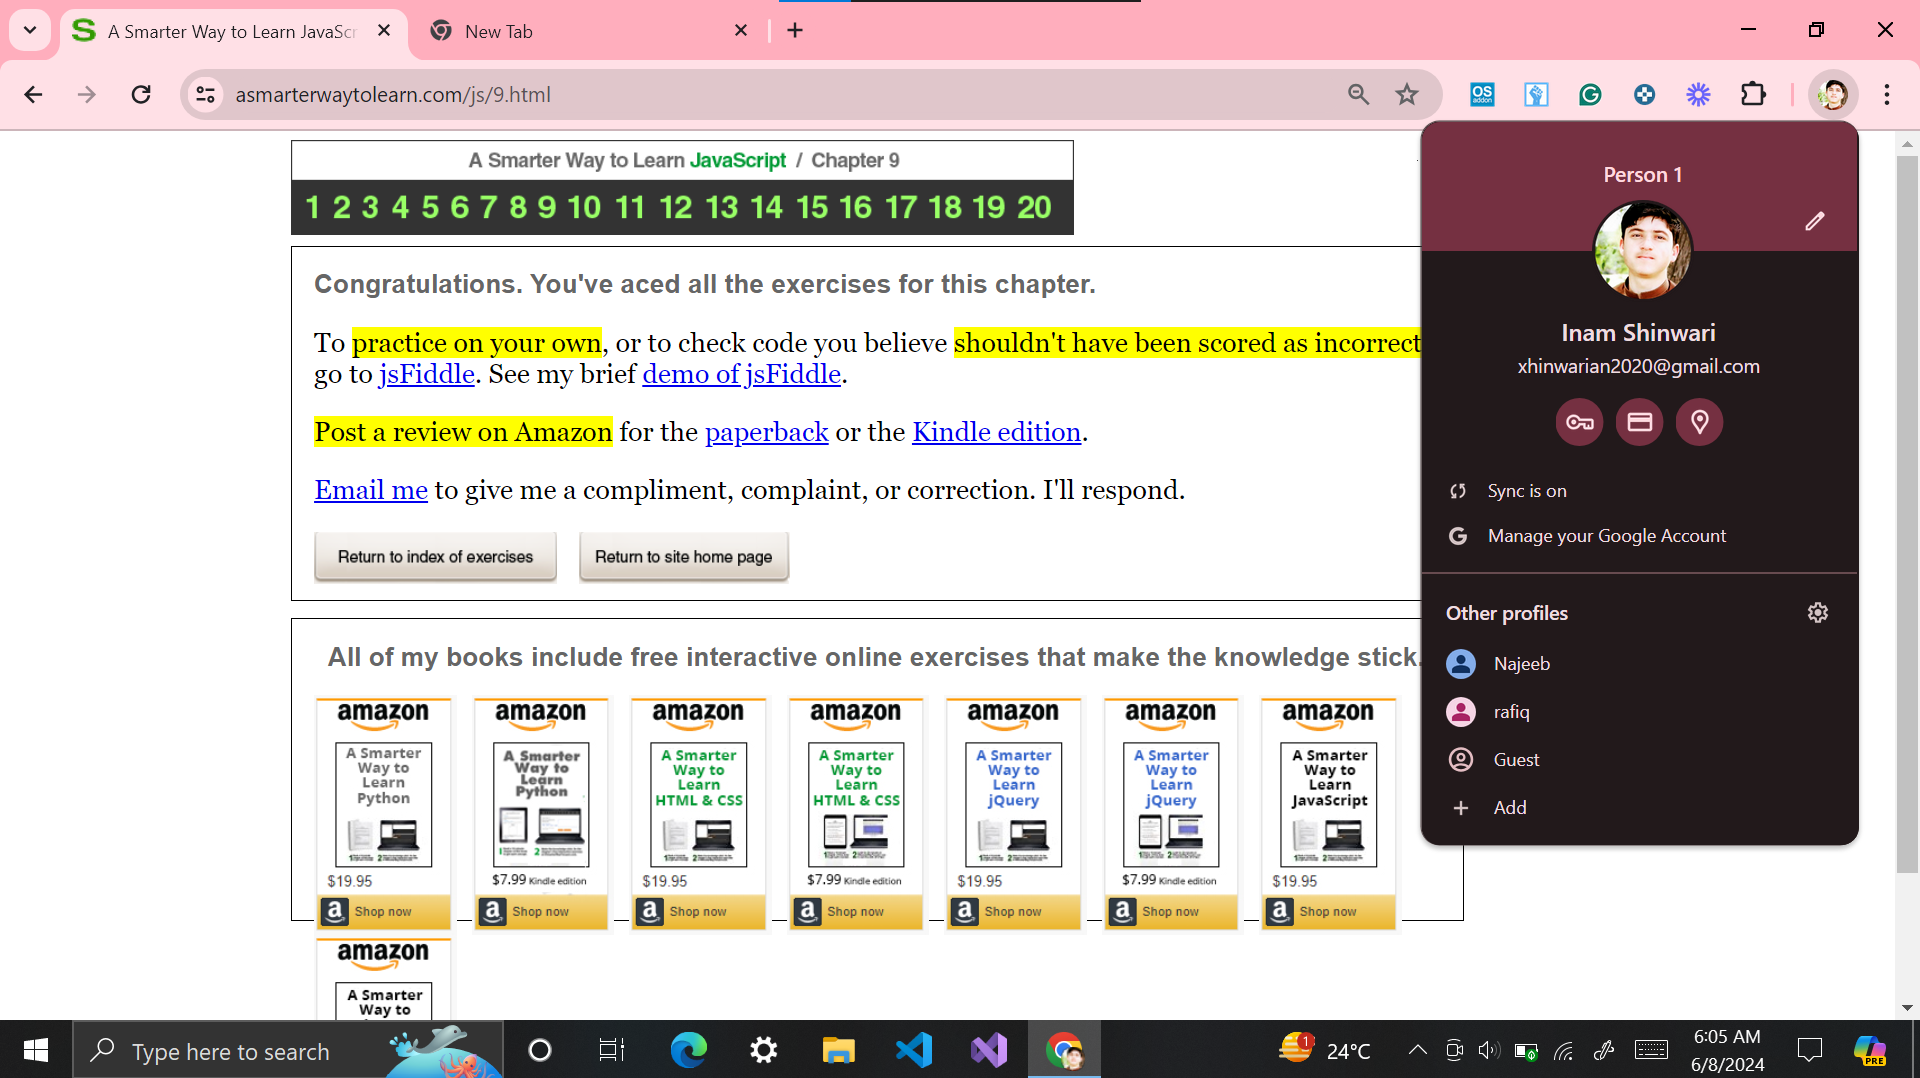 A Smarter Way to Learn JavaScr
New Tab
asmarterwaytolearn.com/js/9.html
OS
addon
A Smarter Way to Learn JavaScript / Chapter 9
1 2 3 4 5 6 7 8 9 10 11 12 13 14 15 16 17 18 19 20
Congratulations. You've aced all the exercises for this chapter.
To practice on your own, or to check code you believe shouldn't have been scored as incorrect
go to jsFiddle. See my brief demo of jsFiddle.
Post a review on Amazon for the paperback or the Kindle edition.
Email me to give me a compliment, complaint, or correction. I'll respond.
Return to index of exercises
Return to site home page
All of my books include free interactive online exercises that make the knowledge stick.
amazon
A Smarter
Way to
Learn
Python
$19.95
Shop now
amazon
A Smarter
Way to
Learn
Python
$7.99 Kindle edition
Shop now
amazon
A Smarter
Way to
Learn
HTML & CSS
$19.95
Shop now
amazon
A Smarter
Way to
Learn
HTML & CSS
$7.99 Kindle edition
Shop now
amazon
A Smarter
Way to
Learn
jQuery
$19.95
Shop now
amazon
A Smarter
Way to
Learn
jQuery
$7.99 Kindle edition
Shop now
amazon
A Smarter
Way to
Learn
JavaScript
$19.95
Shop now
amazon
A Smarter
Way to
Person 1
Inam Shinwari
xhinwarian2020@gmail.com
Sync is on
Manage your Google Account
Other profiles
Najeeb
rafiq
Guest
Add
Type here to search
1
24°C
6:05 AM
6/8/2024
PRE